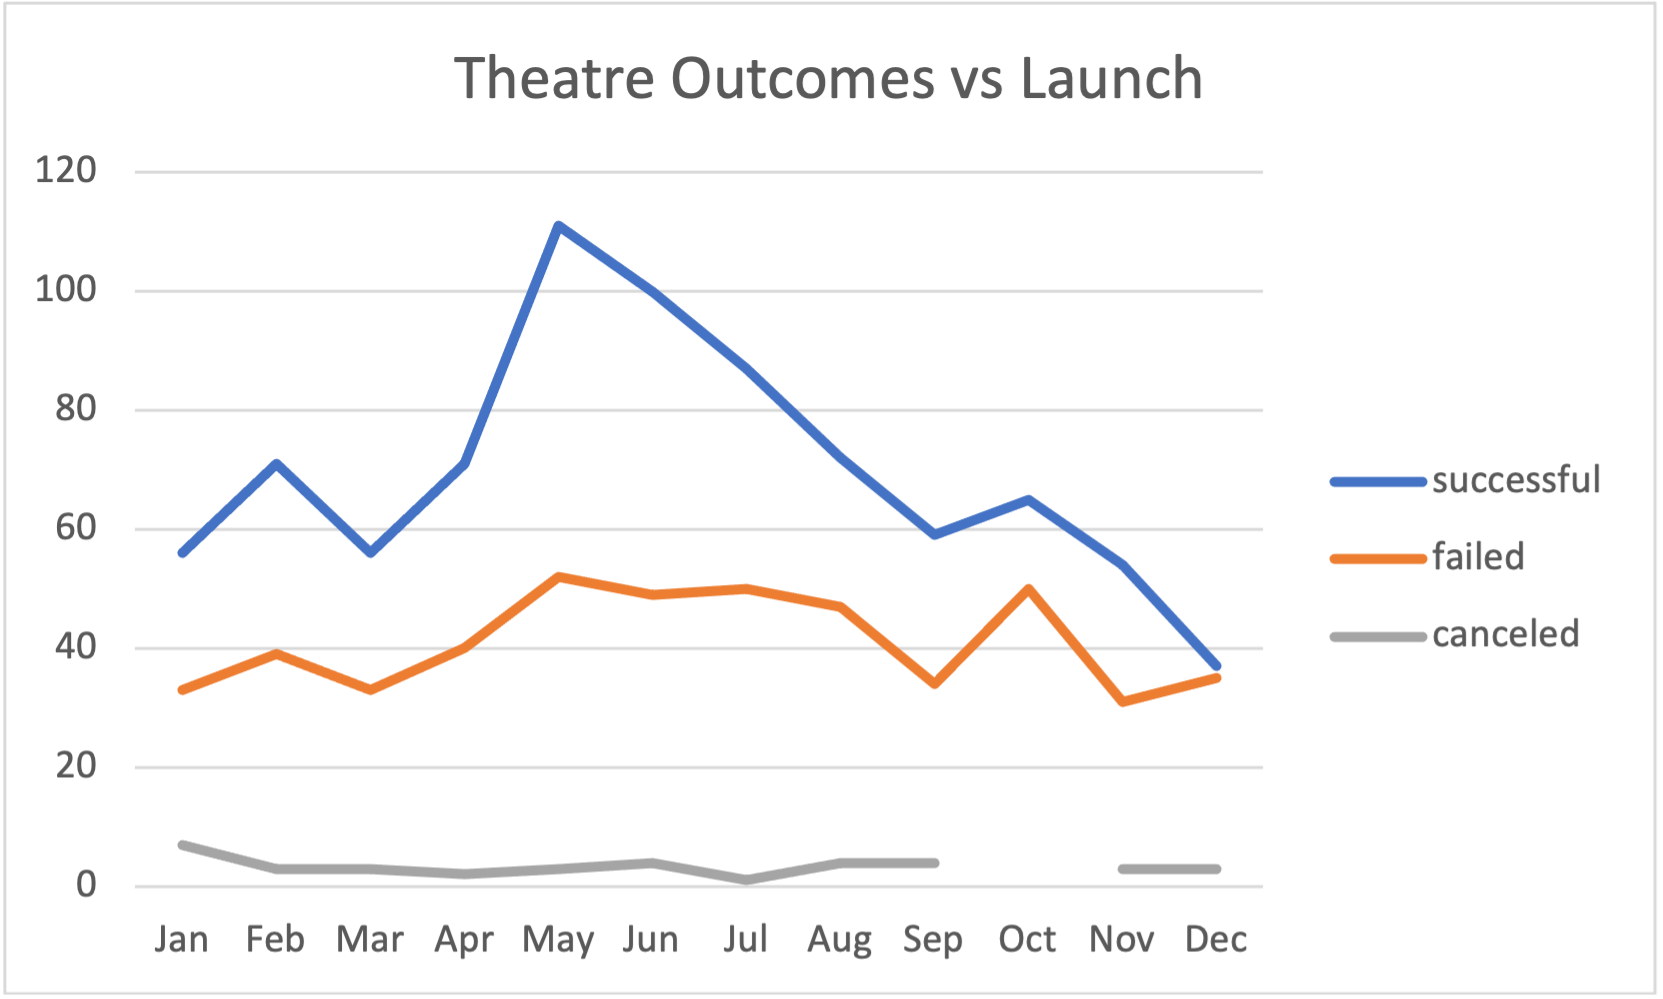 Theatre Outcomes vs Launch
120
100
80
60
40
20
0
Jan Feb Mar Apr May Jun Jul Aug Sep Oct Nov Dec
successful
failed
canceled